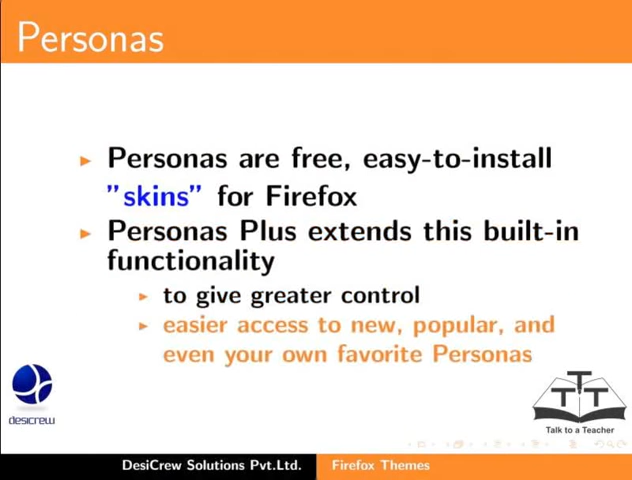 Personas
Personas are free, easy-to-install
"skins" for Firefox
Personas Plus extends this built-in
functionality
to give greater control
easier access to new, popular, and
even your own favorite Personas
desicrew
T T T
Talk to a Teacher
DesiCrew Solutions Pvt.Ltd.
Firefox Themes